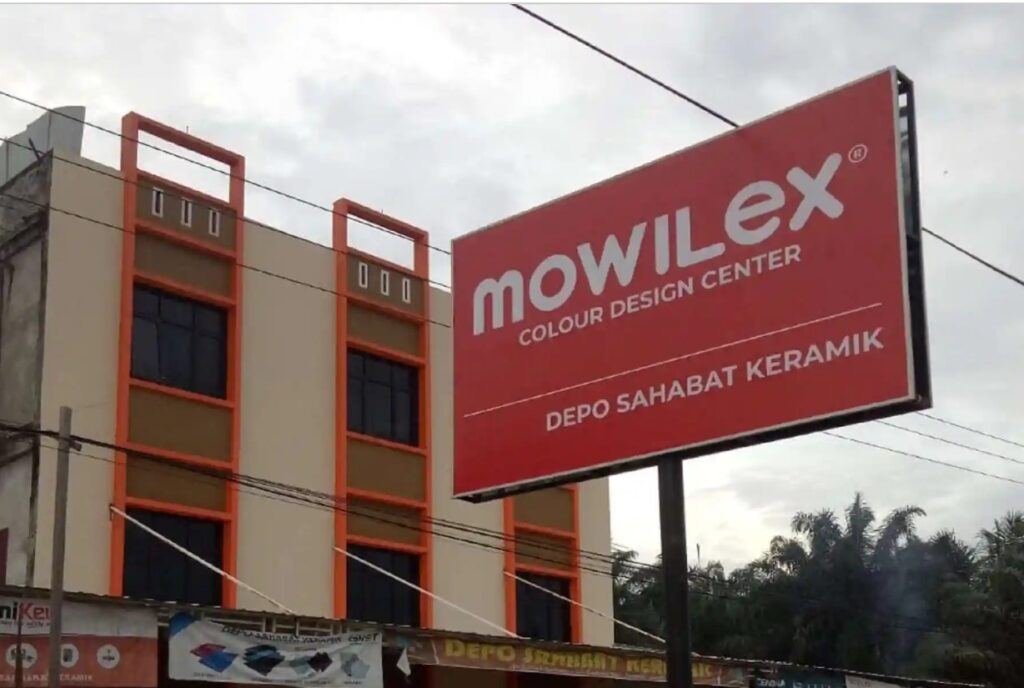 mOWILex®
COLOUR DESIGN CENTER
DEPO SAHABAT KERAMIK
DEPO SAHABAT KERAMIK